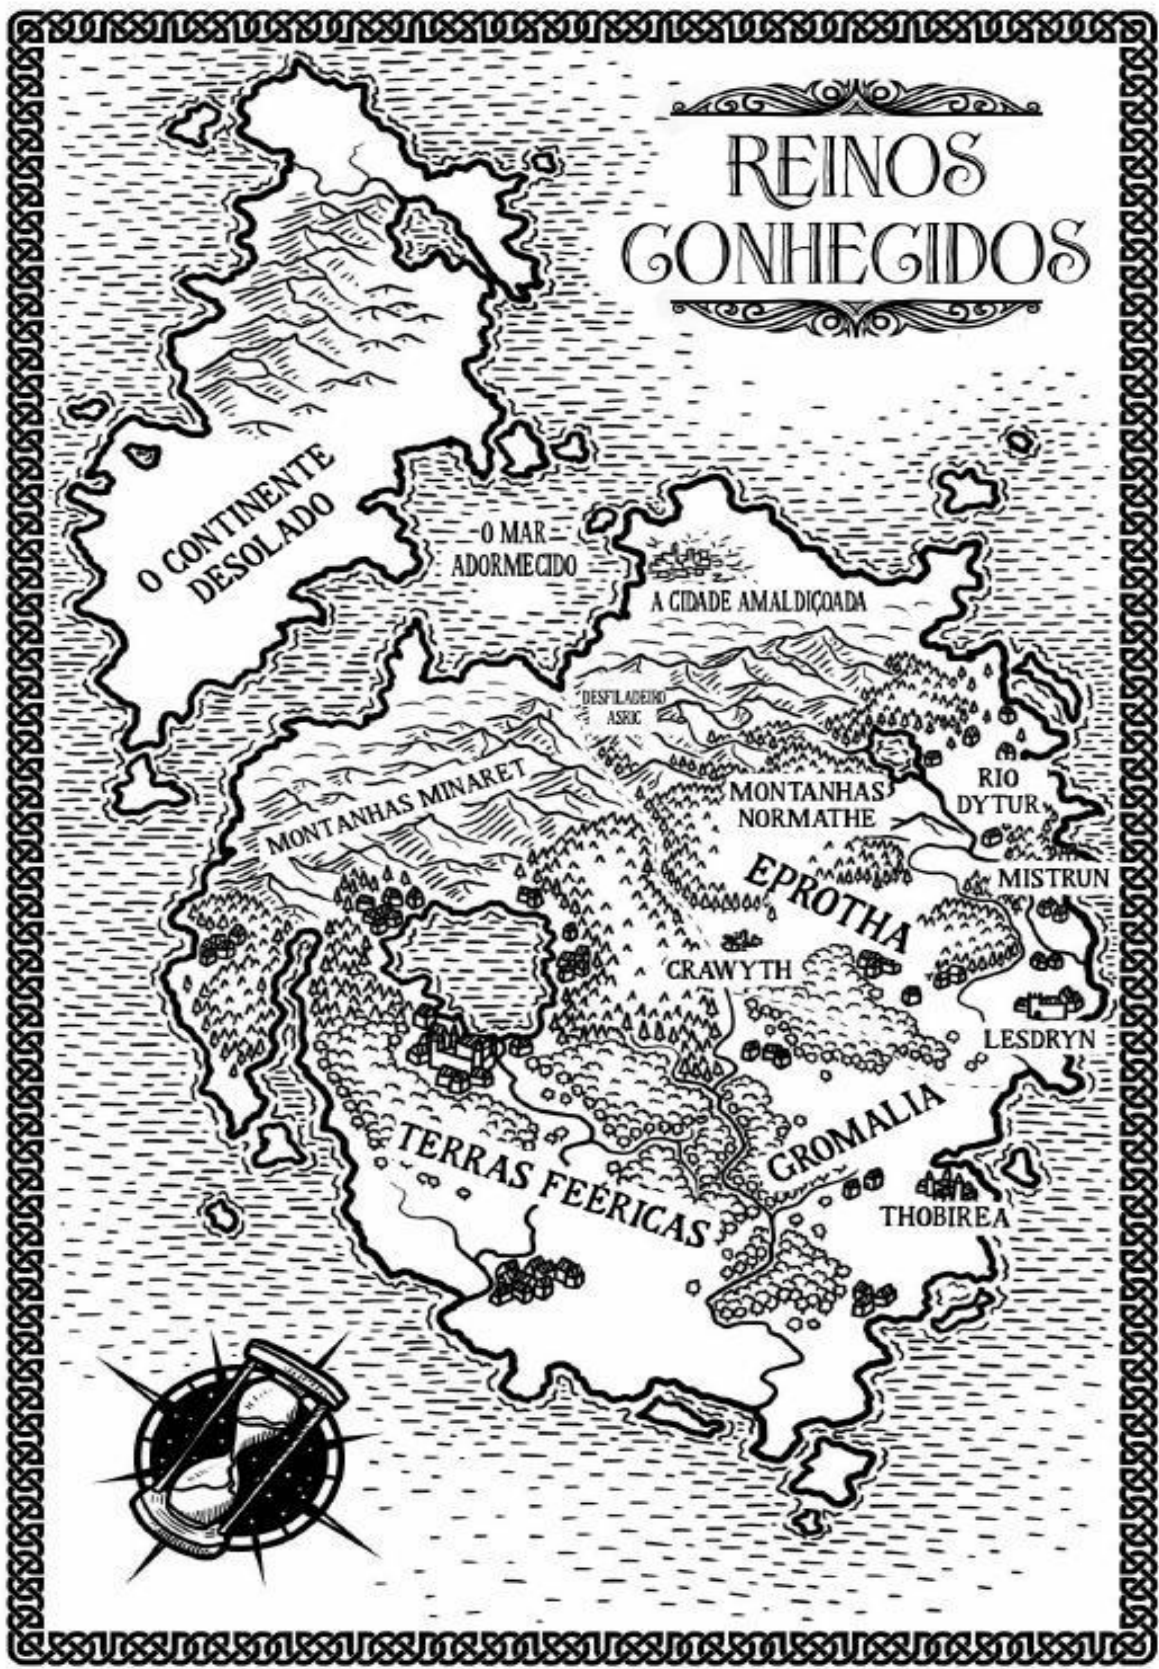 REINOS
CONHECIDOS
O CONTINENTE
DESOLADO
O MAR
ADORMECIDO
A CIDADE AMALDIÇOADA
DESFILADEIRO
ASRIC
MONTANHAS MINARET
MONTANHAS
NORMATHE
RIO
DYTUR
MISTRUN
EPROTHA
CRAWYTH
LESDRYN
GROMALIA
TERRAS FEÉRICAS
THOBIREA